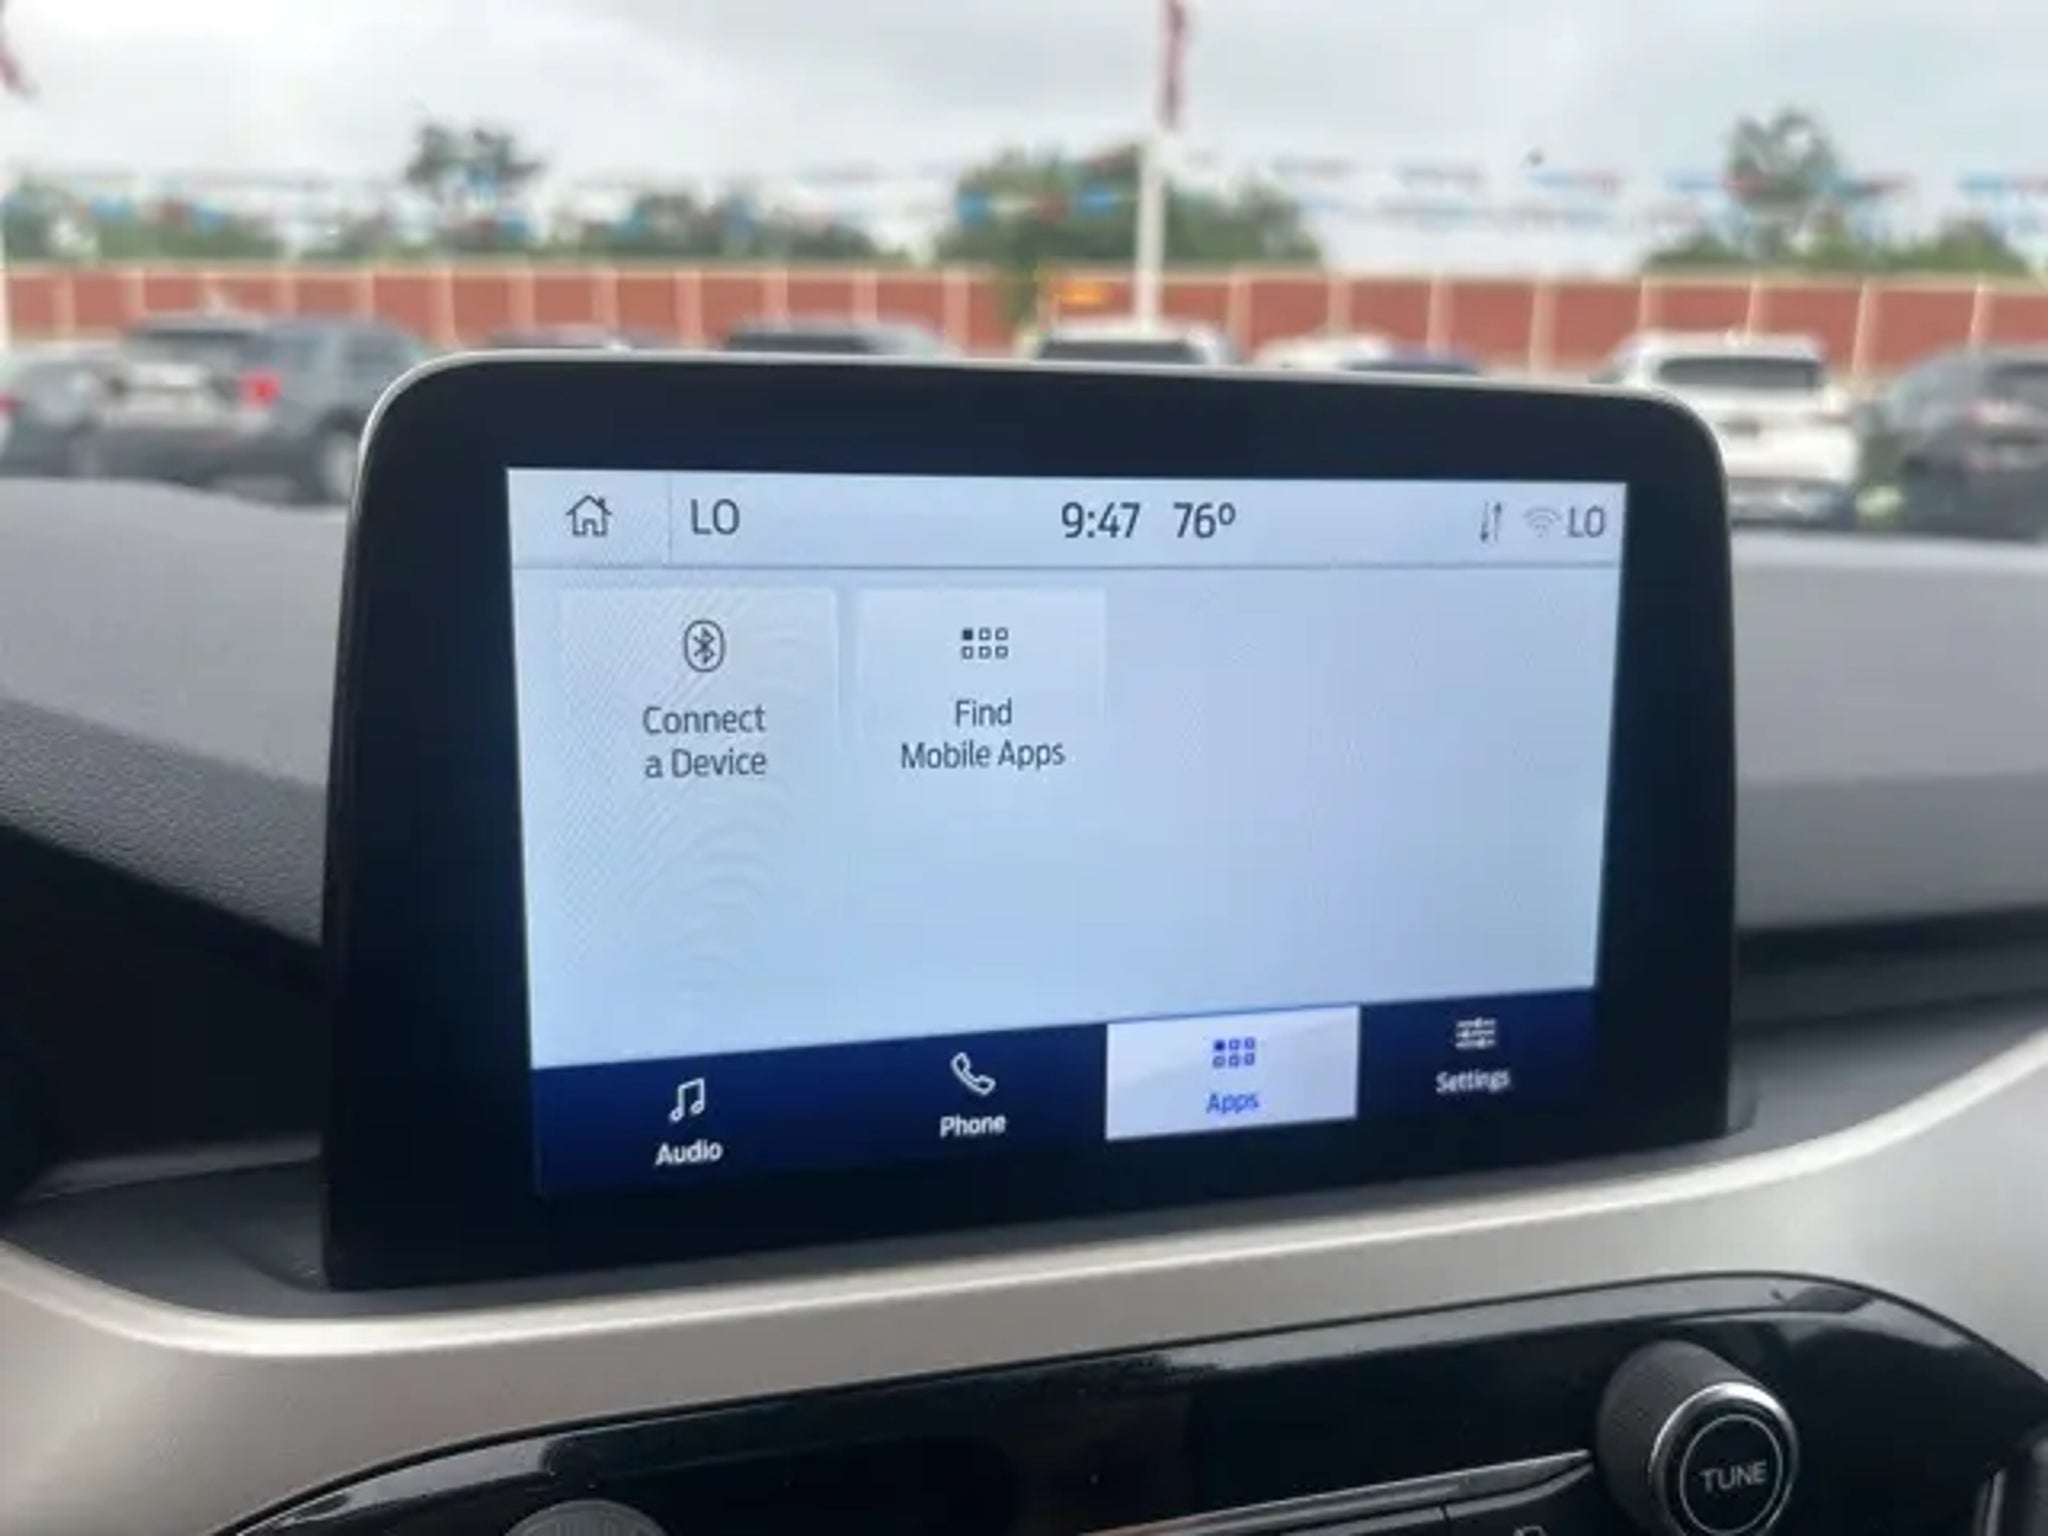 LO 9:47 76° LO
Connect
a Device
Find
Mobile Apps
Audio
Phone
Apps
Settings
TUNE